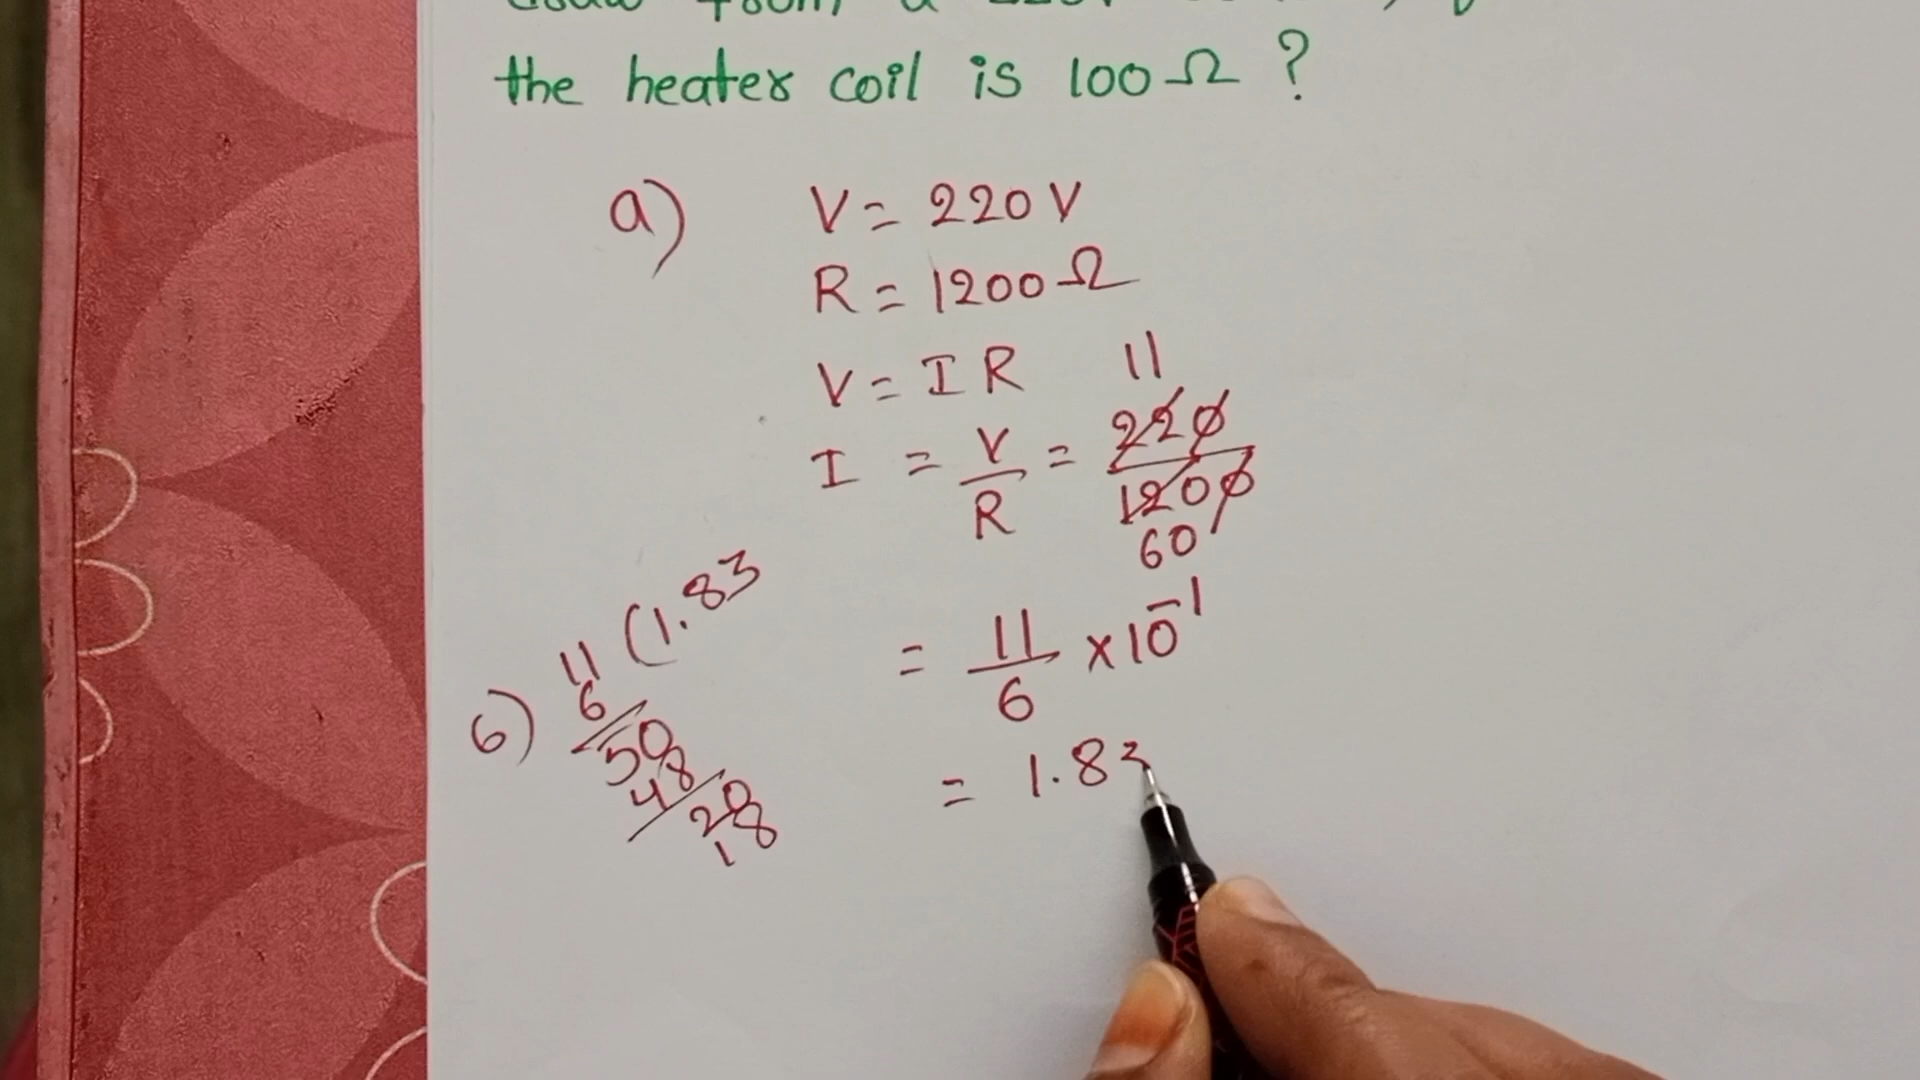 the heater coil is 100Ω ?
a) V = 220 V
R = 1200 Ω
V = I R
I = V/R = 220/1200
11
60
= 11/6 × 10⁻¹
= 1.83
6) 11 (1.83
6
50
48
20
18